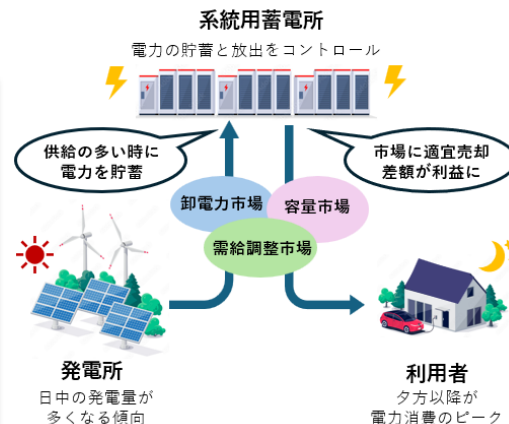 系統用蓄電所
電力の貯蓄と放出をコントロール
供給の多い時に
電力を貯蓄
市場に適宜売却
差額が利益に
卸電力市場
容量市場
需給調整市場
発電所
日中の発電量が
多くなる傾向
利用者
夕方以降が
電力消費のピーク